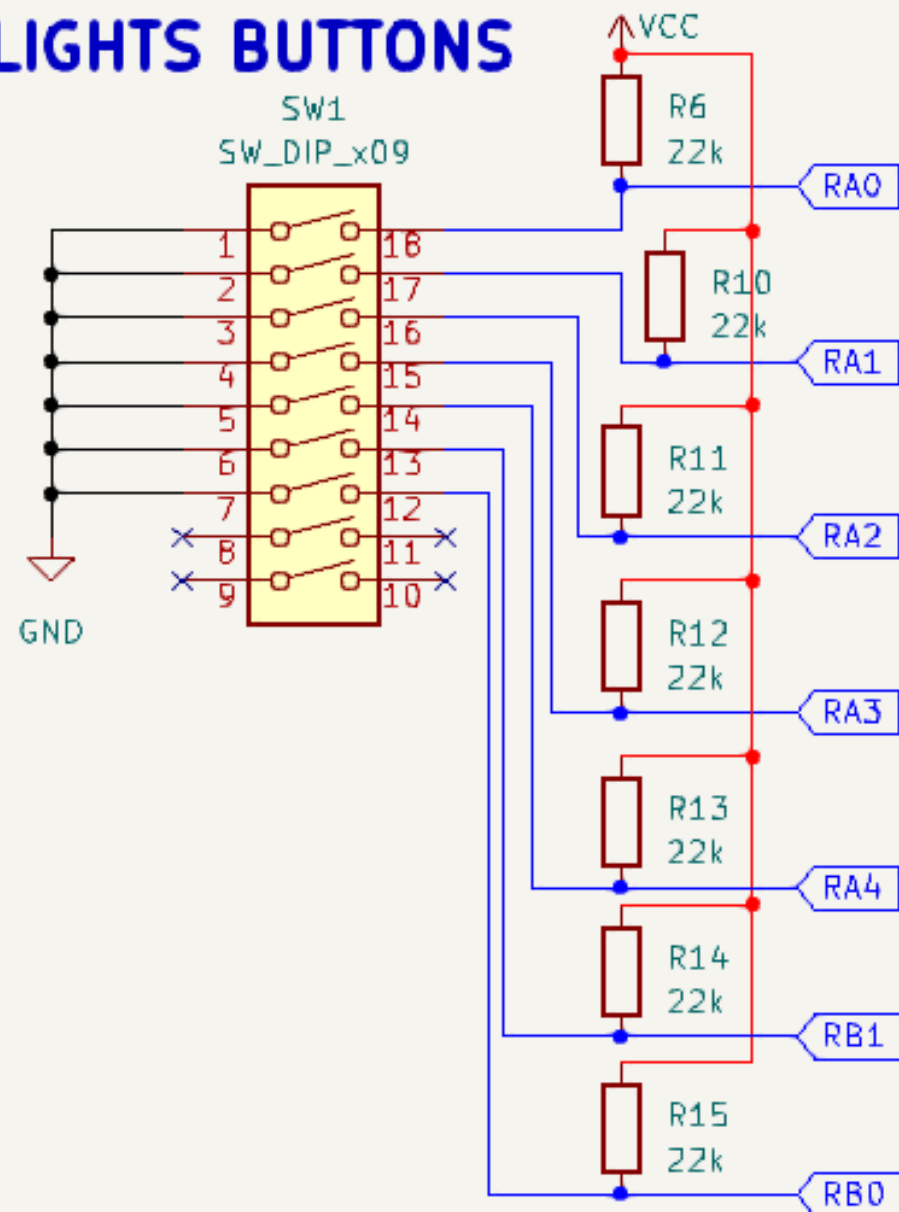 LIGHTS BUTTONS
VCC
SW1
SW_DIP_x09
R6
22k
RA0
1
18
2
17
3
16
4
15
5
14
6
13
7
12
8
11
9
10
GND
R10
22k
RA1
R11
22k
RA2
R12
22k
RA3
R13
22k
RA4
R14
22k
RB1
R15
22k
RB0